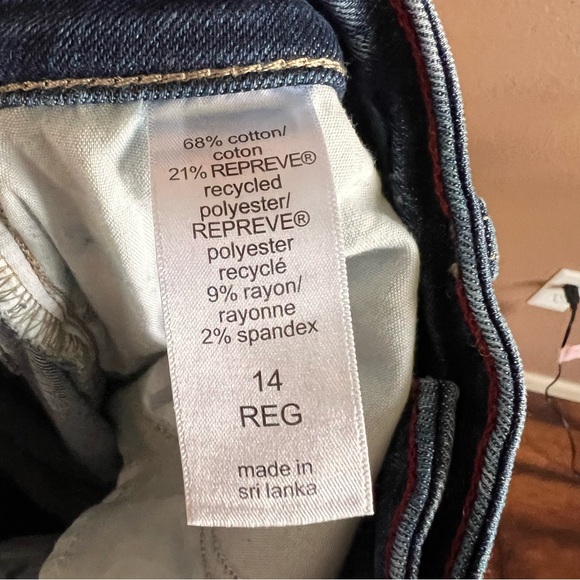 68% cotton/
coton
21% REPREVE®
recycled
polyester/
REPREVE®
polyester
recyclé
9% rayon/
rayonne
2% spandex
14
REG
made in
sri lanka